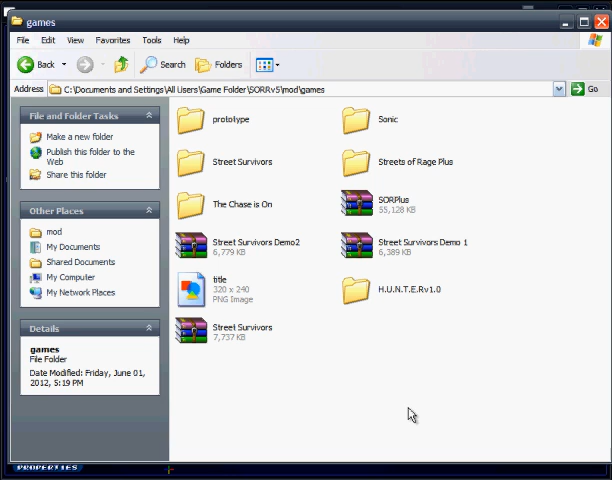 games
File Edit View Favorites Tools Help
Back Search Folders
Address C:\Documents and Settings\All Users\Game Folder\SORRv5\mod\games Go
File and Folder Tasks
Make a new folder
Publish this folder to the
Web
Share this folder
Other Places
mod
My Documents
Shared Documents
My Computer
My Network Places
Details
games
File Folder
Date Modified: Friday, June 01,
2012, 5:19 PM
prototype
Sonic
Street Survivors
Streets of Rage Plus
The Chase is On
SORPlus
55,128 KB
Street Survivors Demo2
6,779 KB
Street Survivors Demo 1
6,389 KB
title
320 x 240
PNG Image
H.U.N.T.E.Rv1.0
Street Survivors
7,737 KB
PROPERTIES